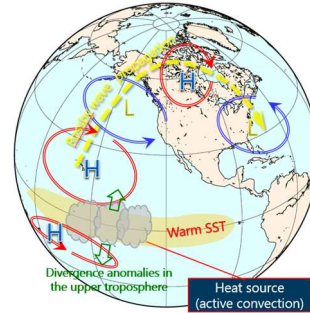 Rossby wave propagation
H
L
L
H
H
Warm SST
Divergence anomalies in
the upper troposphere
Heat source
(active convection)